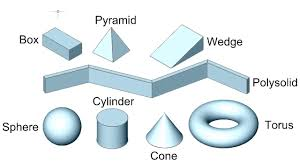 Pyramid
Box
Wedge
Polysolid
Cylinder
Sphere
Torus
Cone